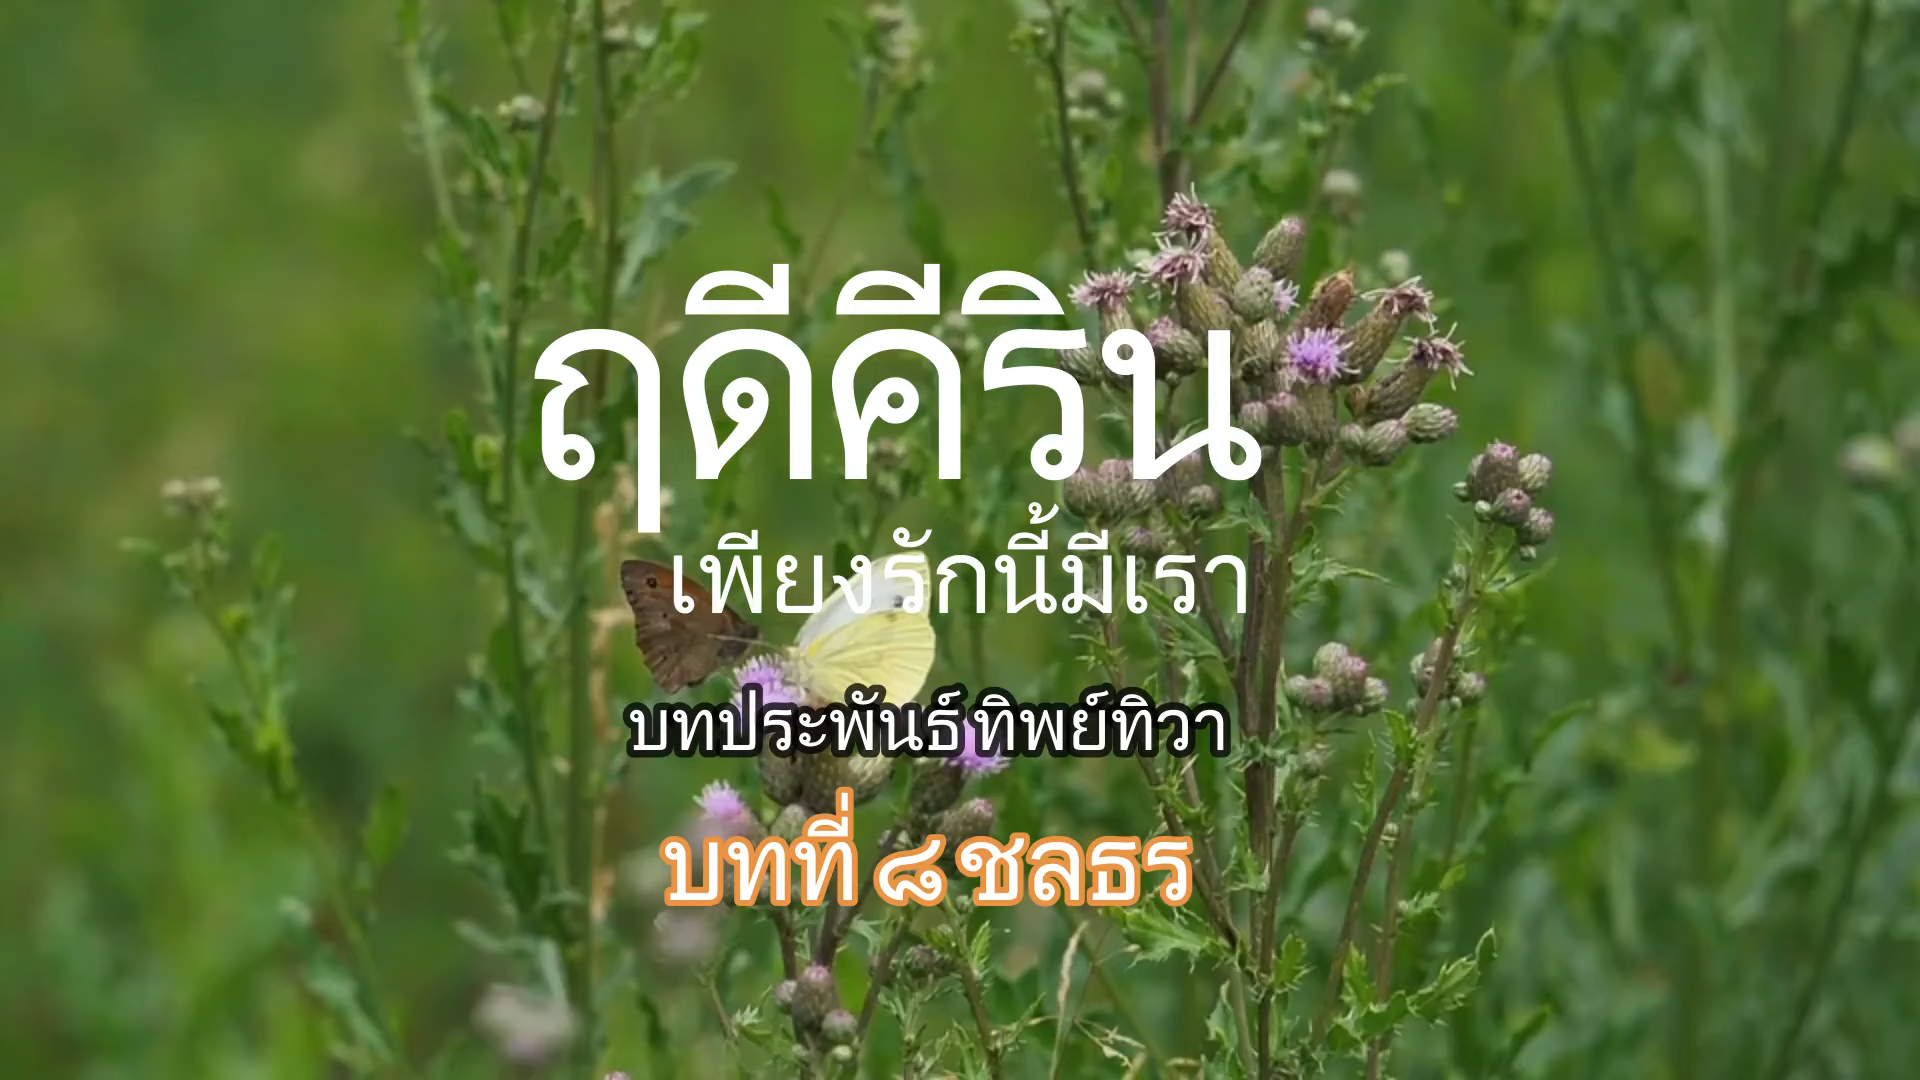 ฤดีคีริน
เพียงรักนี้มีเรา
บทประพันธ์ ทิพย์ทิวา
บทที่ ๘ ชลธร